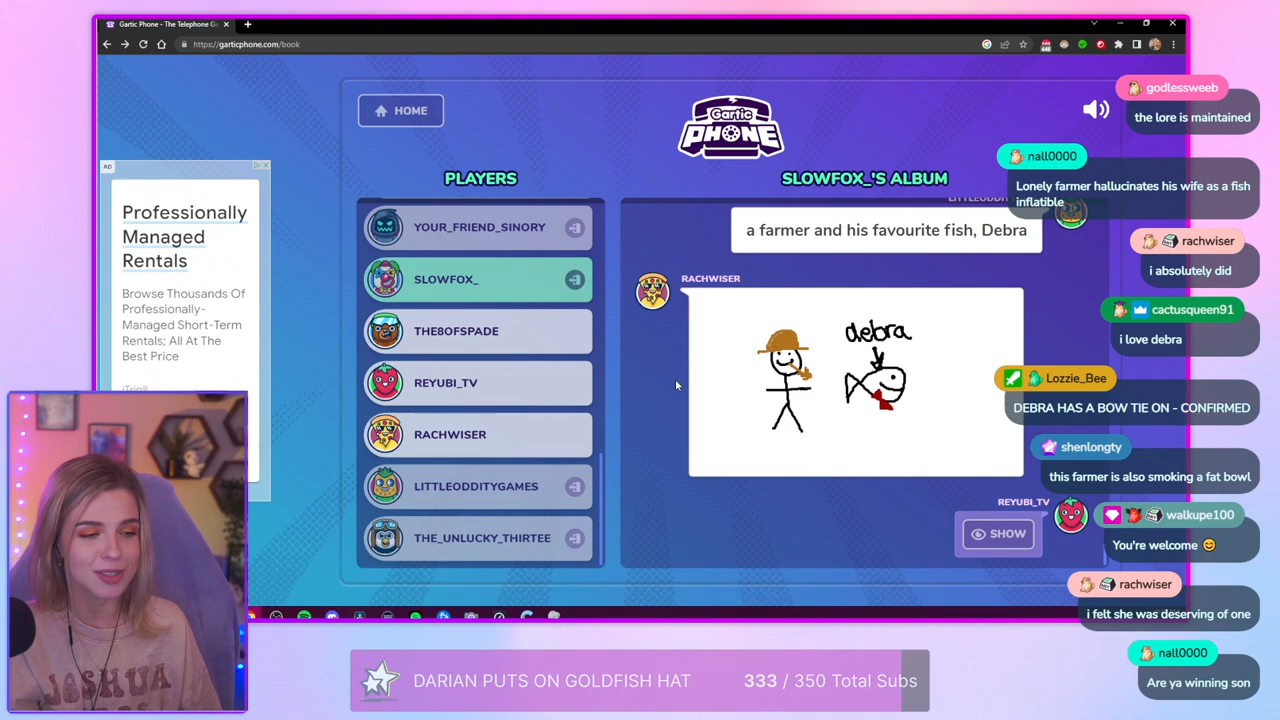 Gartic Phone - The Telephone G
https://garticphone.com/book
HOME
Gartic
PHONE
AD
Professionally
Managed
Rentals
Browse Thousands Of
Professionally-
Managed Short-Term
Rentals; All At The
Best Price
PLAYERS
YOUR_FRIEND_SINORY
SLOWFOX_
THE8OFSPADE
REYUBI_TV
RACHWISER
LITTLEODDITYGAMES
THE_UNLUCKY_THIRTEE
SLOWFOX_'S ALBUM
a farmer and his favourite fish, Debra
RACHWISER
debra
REYUBI_TV
SHOW
godlessweeb
the lore is maintained
nall0000
Lonely farmer hallucinates his wife as a fish
inflatible
rachwiser
i absolutely did
cactusqueen91
i love debra
Lozzie_Bee
DEBRA HAS A BOW TIE ON - CONFIRMED
shenlongty
this farmer is also smoking a fat bowl
walkupe100
You're welcome 😊
rachwiser
i felt she was deserving of one
nall0000
Are ya winning son
JOSHUA
DARIAN PUTS ON GOLDFISH HAT
333 / 350 Total Subs